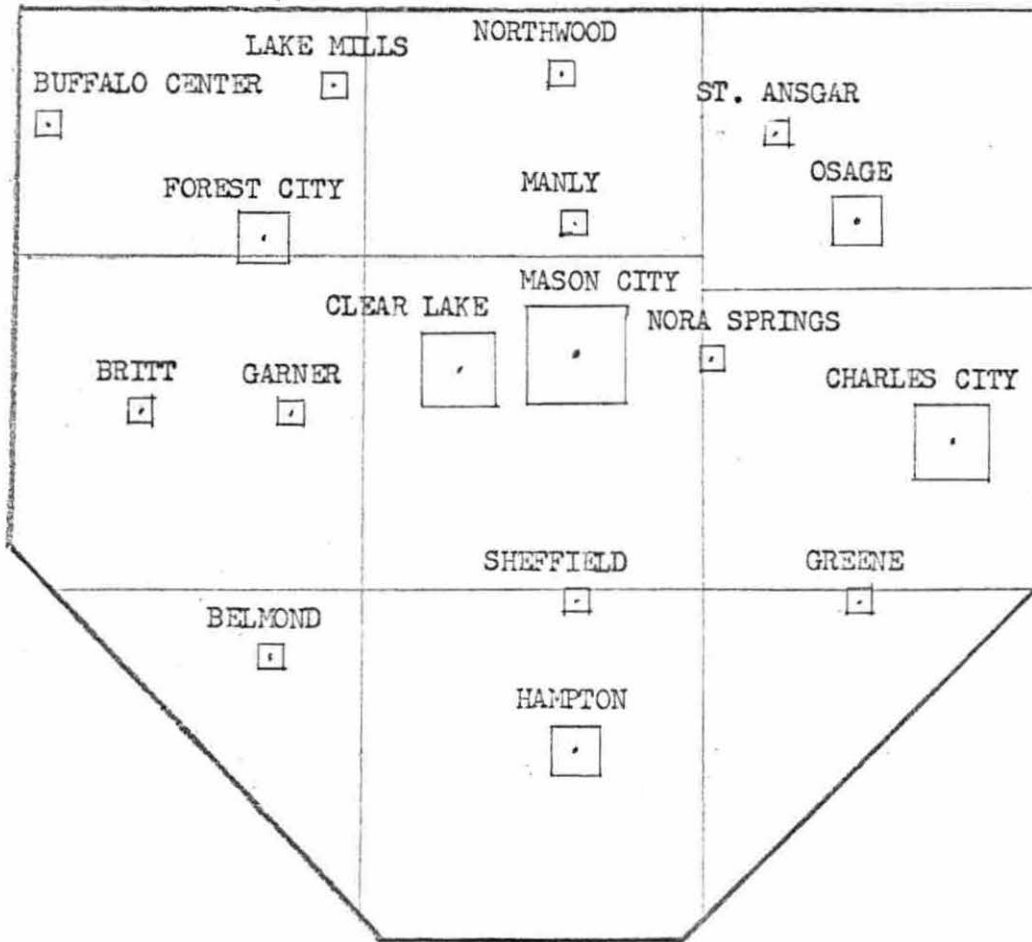 NORTHWOOD
LAKE MILLS
BUFFALO CENTER
ST. ANSGAR
FOREST CITY
MANLY
OSAGE
MASON CITY
CLEAR LAKE
NORA SPRINGS
BRITT
GARNER
CHARLES CITY
SHEFFIELD
GREENE
BELMOND
HAMPTON